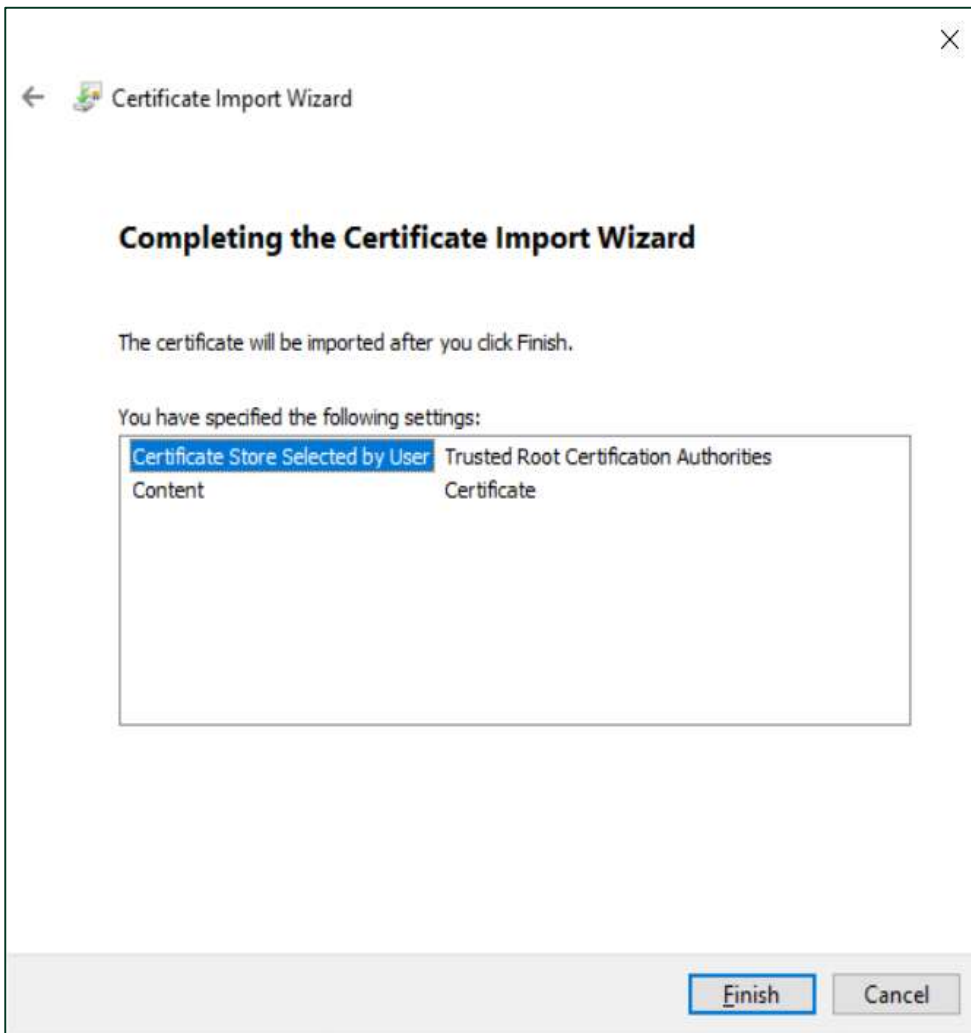 Certificate Import Wizard
Completing the Certificate Import Wizard
The certificate will be imported after you click Finish.
You have specified the following settings:
Certificate Store Selected by User Trusted Root Certification Authorities
Content Certificate
Finish Cancel